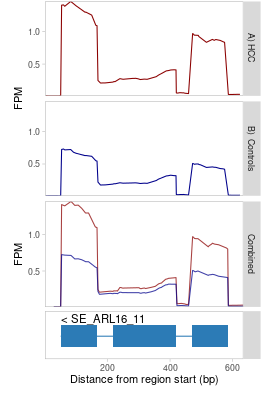 1.0
0.5
A) HCC
FPM
1.0
0.5
B) Controls
1.0
0.5
FPM
Combined
< SE_ARL16_11
200
400
600
Distance from region start (bp)